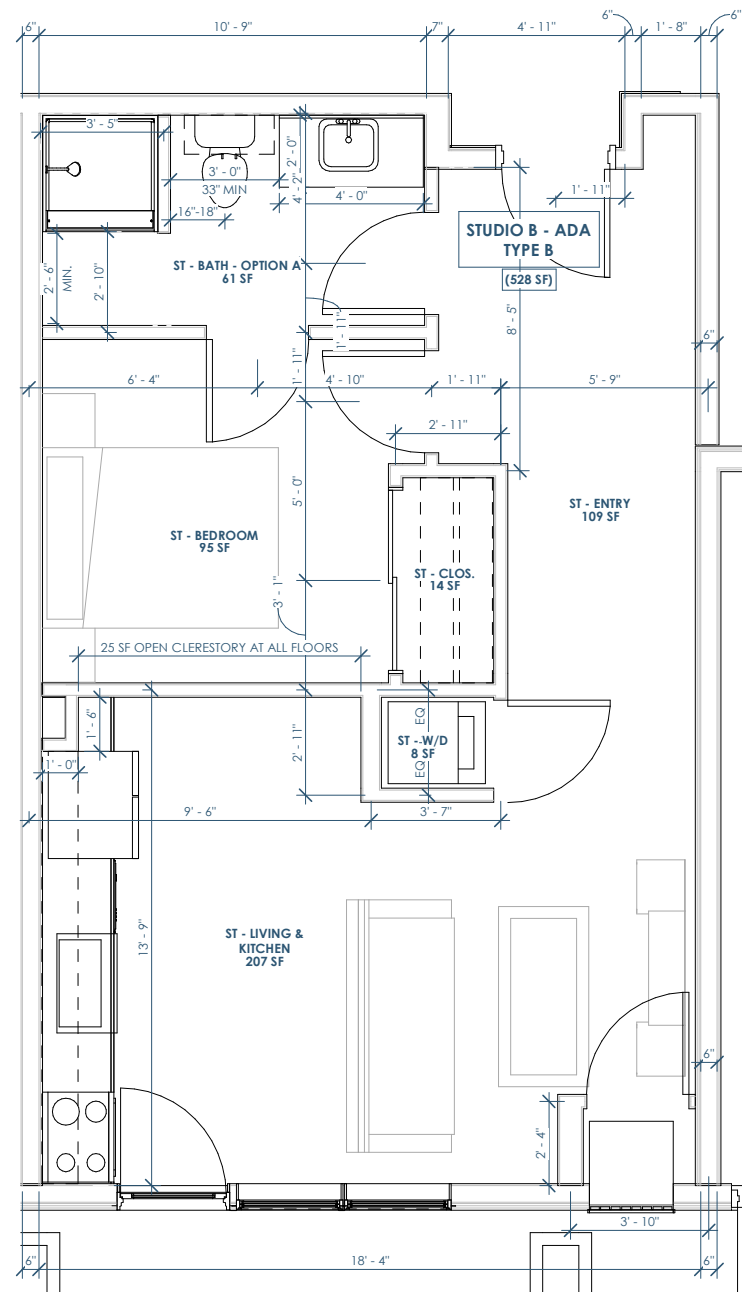 6"
10' - 9"
7"
4' - 11"
6"
1' - 8"
6"
3' - 5"
3' - 0"
33" MIN
16"-18"
2' - 0"
4' - 2"
4' - 0"
1' - 11"
STUDIO B - ADA
TYPE B
(528 SF)
ST - BATH - OPTION A
61 SF
2' - 6"
MIN.
2' - 10"
1' - 11"
8' - 5"
6"
1' - 11"
6' - 4"
4' - 10"
1' - 11"
5' - 9"
2' - 11"
5' - 0"
ST - ENTRY
109 SF
ST - BEDROOM
95 SF
ST - CLOS.
14 SF
3' - 1"
25 SF OPEN CLERESTORY AT ALL FLOORS
1' - 6"
EQ
ST - W/D
8 SF
EQ
2' - 11"
1' - 0"
9' - 6"
3' - 7"
13' - 9"
ST - LIVING &
KITCHEN
207 SF
6"
2' - 4"
3' - 10"
6"
18' - 4"
6"